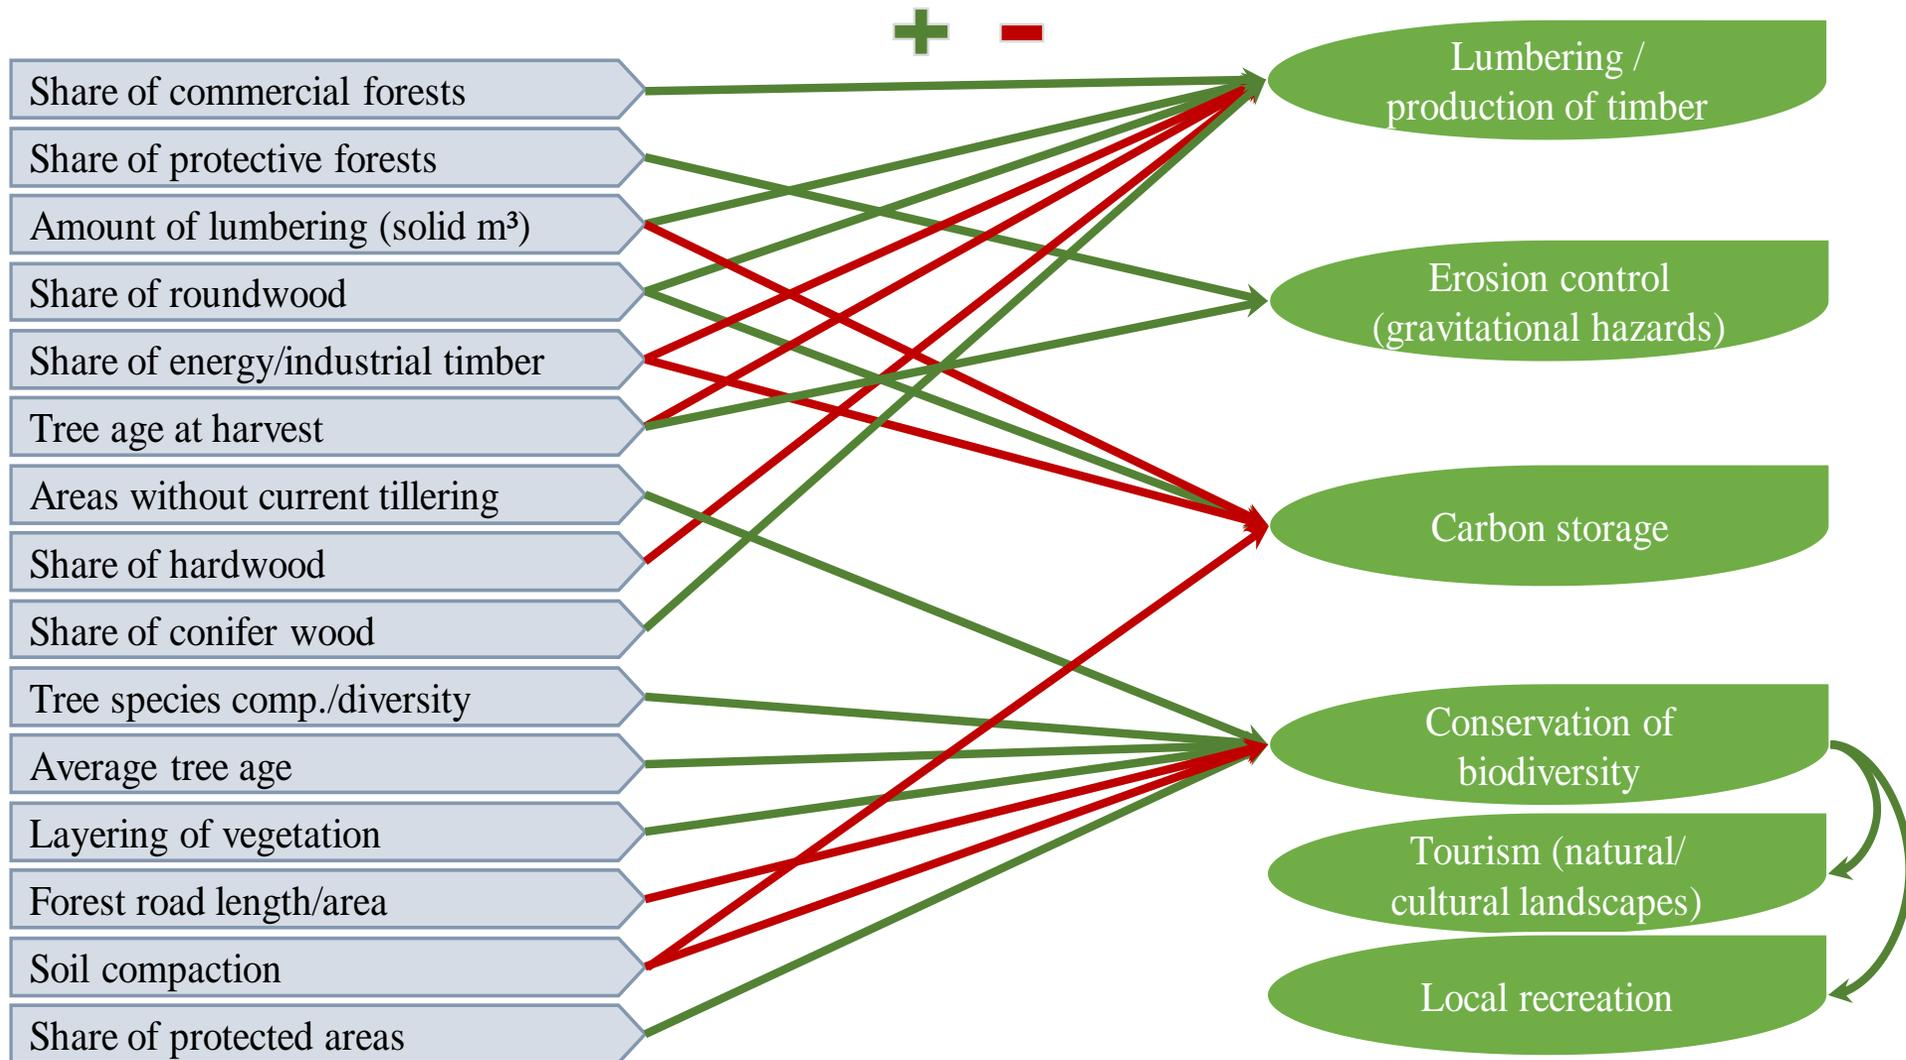 Share of commercial forests
Share of protective forests
Amount of lumbering (solid m³)
Share of roundwood
Share of energy/industrial timber
Tree age at harvest
Areas without current tillering
Share of hardwood
Share of conifer wood
Tree species comp./diversity
Average tree age
Layering of vegetation
Forest road length/area
Soil compaction
Share of protected areas
Lumbering /
production of timber
Erosion control
(gravitational hazards)
Carbon storage
Conservation of
biodiversity
Tourism (natural/
cultural landscapes)
Local recreation